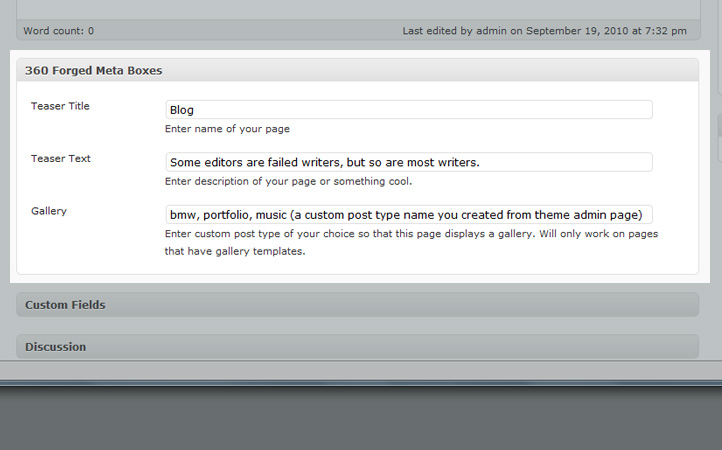 Word count: 0
Last edited by admin on September 19, 2010 at 7:32 pm
360 Forged Meta Boxes
Teaser Title
Blog
Enter name of your page
Teaser Text
Some editors are failed writers, but so are most writers.
Enter description of your page or something cool.
Gallery
bmw, portfolio, music (a custom post type name you created from theme admin page)
Enter custom post type of your choice so that this page displays a gallery. Will only work on pages
that have gallery templates.
Custom Fields
Discussion